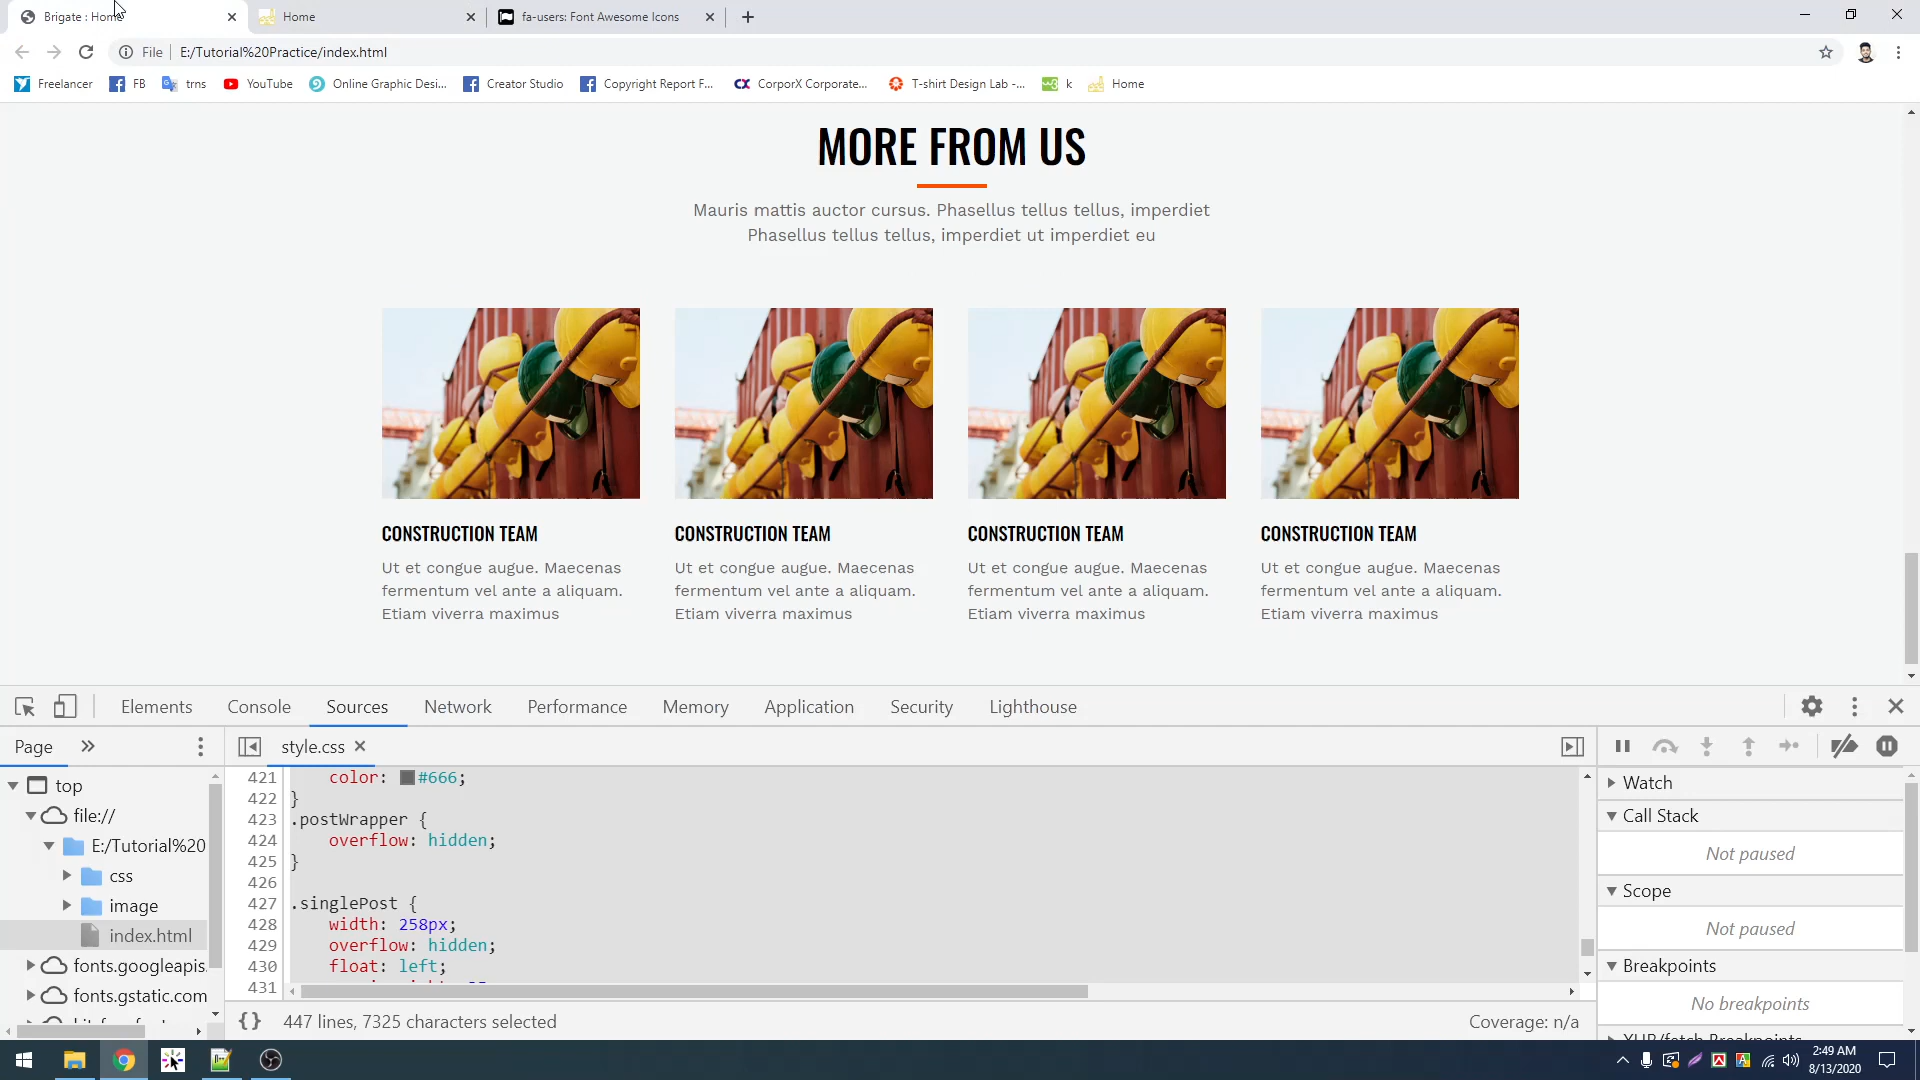 Brigate : Home
Home
fa-users: Font Awesome Icons
File
E:/Tutorial%20Practice/index.html
Freelancer
FB
trns
YouTube
Online Graphic Desi...
Creator Studio
Copyright Report F...
CX CorporX Corporate...
T-shirt Design Lab -...
k
Home
MORE FROM US
Mauris mattis auctor cursus. Phasellus tellus tellus, imperdiet
Phasellus tellus tellus, imperdiet ut imperdiet eu
CONSTRUCTION TEAM
Ut et congue augue. Maecenas
fermentum vel ante a aliquam.
Etiam viverra maximus
CONSTRUCTION TEAM
Ut et congue augue. Maecenas
fermentum vel ante a aliquam.
Etiam viverra maximus
CONSTRUCTION TEAM
Ut et congue augue. Maecenas
fermentum vel ante a aliquam.
Etiam viverra maximus
CONSTRUCTION TEAM
Ut et congue augue. Maecenas
fermentum vel ante a aliquam.
Etiam viverra maximus
Elements Console Sources Network Performance Memory Application Security Lighthouse
Page
top
file://
E:/Tutorial%20
css
image
index.html
fonts.googleapis.
fonts.gstatic.com
style.css
421 color: #666;
422 }
423 .postWrapper {
424 overflow: hidden;
425 }
426
427 .singlePost {
428 width: 258px;
429 overflow: hidden;
430 float: left;
431
{} 447 lines, 7325 characters selected
Coverage: n/a
Watch
Call Stack
Not paused
Scope
Not paused
Breakpoints
No breakpoints
XHR/fetch Breakpoints
2:49 AM
8/13/2020